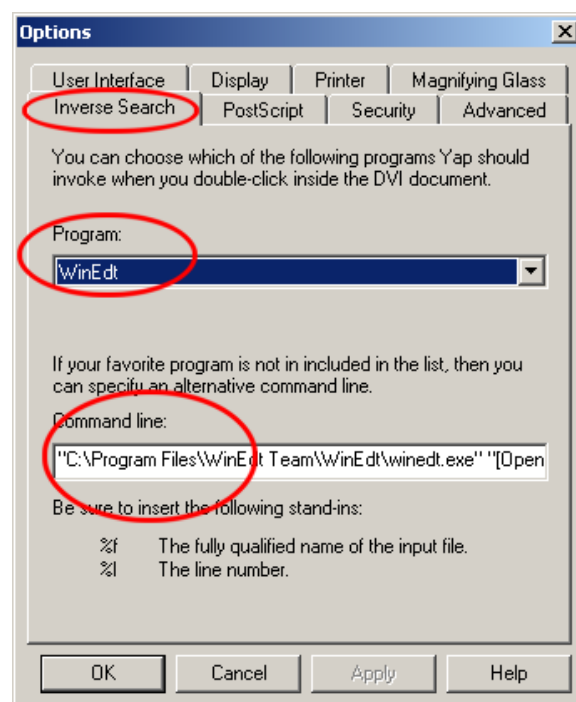 Options
User Interface Display Printer Magnifying Glass
Inverse Search PostScript Security Advanced
You can choose which of the following programs Yap should
invoke when you double-click inside the DVI document.
Program:
WinEdt
If your favorite program is not in included in the list, then you
can specify an alternative command line.
Command line:
"C:\Program Files\WinEdt Team\WinEdt\winedt.exe" "[Open
Be sure to insert the following stand-ins:
%f The fully qualified name of the input file.
%l The line number.
OK Cancel Apply Help